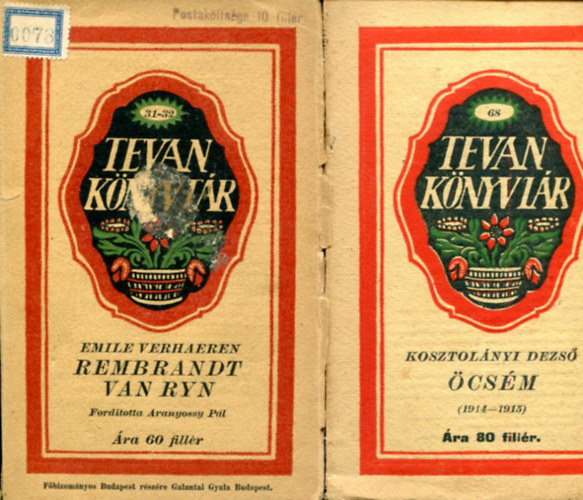 0073
Postaköltsége 10 fillér
31-32
TEVAN
KÖNYVTÁR
EMILE VERHAEREN
REMBRANDT
VAN RYN
Fordította Aranyossy Pál
Ára 60 fillér
Főbizományos Budapest részére Galantai Gyula Budapest.
68
TEVAN
KÖNYVTÁR
KOSZTOLÁNYI DEZSŐ
ÖCSÉM
(1914—1915)
Ára 80 fillér.